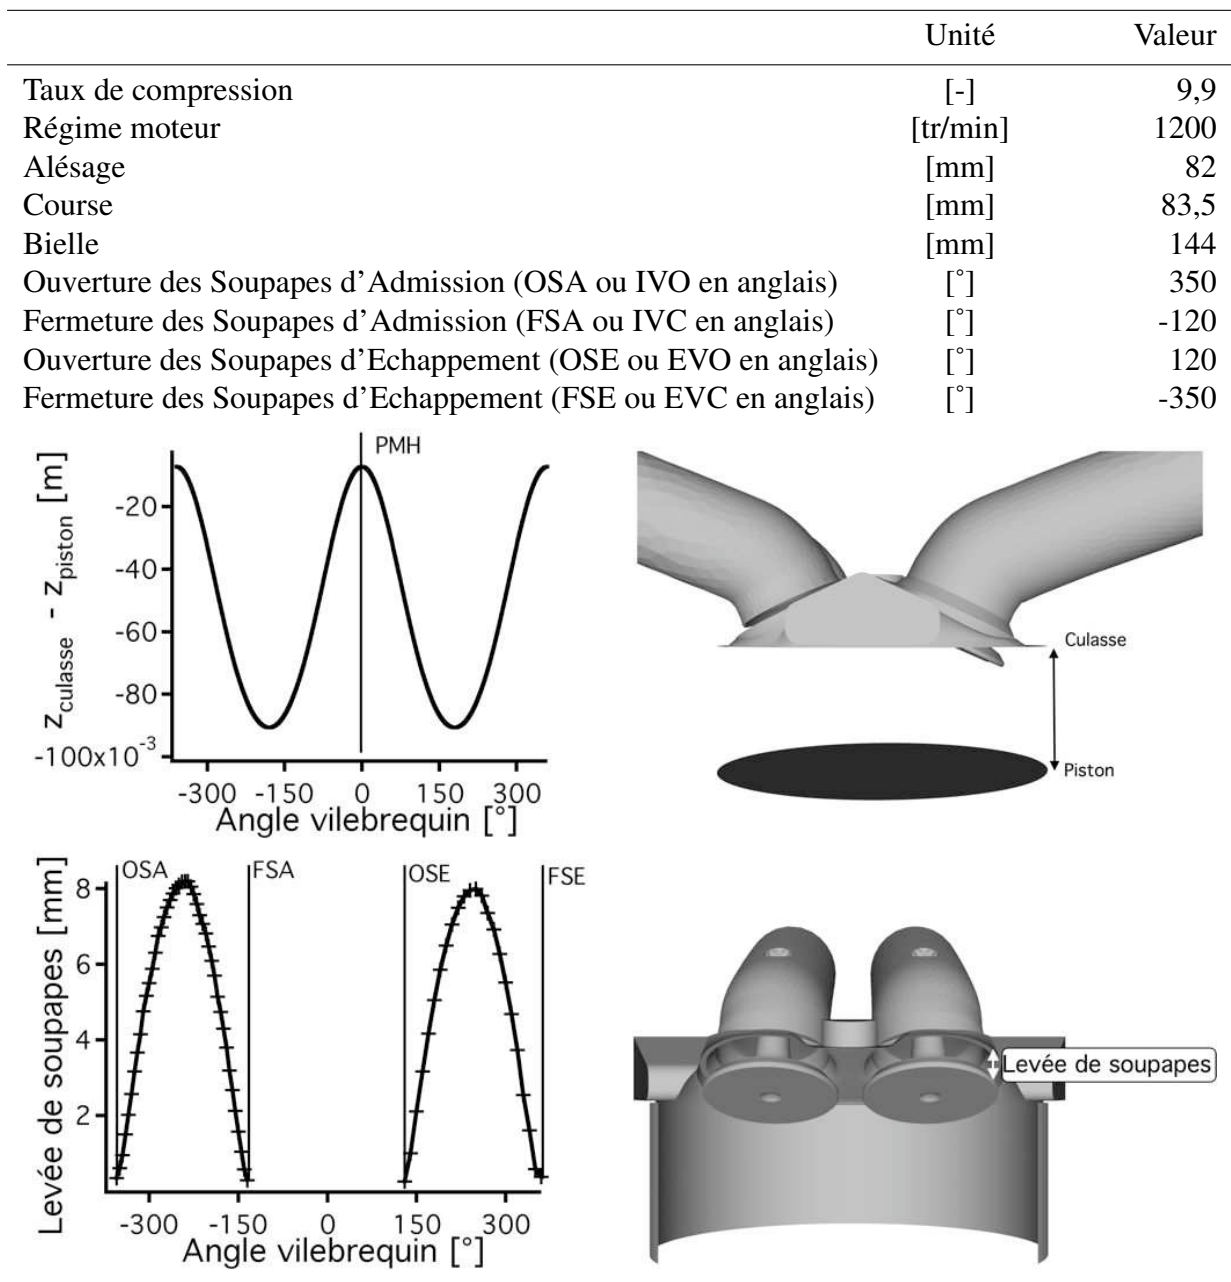 Unité Valeur
Taux de compression [-] 9,9
Régime moteur [tr/min] 1200
Alésage [mm] 82
Course [mm] 83,5
Bielle [mm] 144
Ouverture des Soupapes d'Admission (OSA ou IVO en anglais) [°] 350
Fermeture des Soupapes d'Admission (FSA ou IVC en anglais) [°] -120
Ouverture des Soupapes d'Echappement (OSE ou EVO en anglais) [°] 120
Fermeture des Soupapes d'Echappement (FSE ou EVC en anglais) [°] -350
z_culasse - z_piston [m]
PMH
-20
-40
-60
-80
-100x10^-3
-300 -150 0 150 300
Angle vilebrequin [°]
Culasse
Piston
Levée de soupapes [mm]
OSA FSA OSE FSE
8
6
4
2
-300 -150 0 150 300
Angle vilebrequin [°]
Levée de soupapes